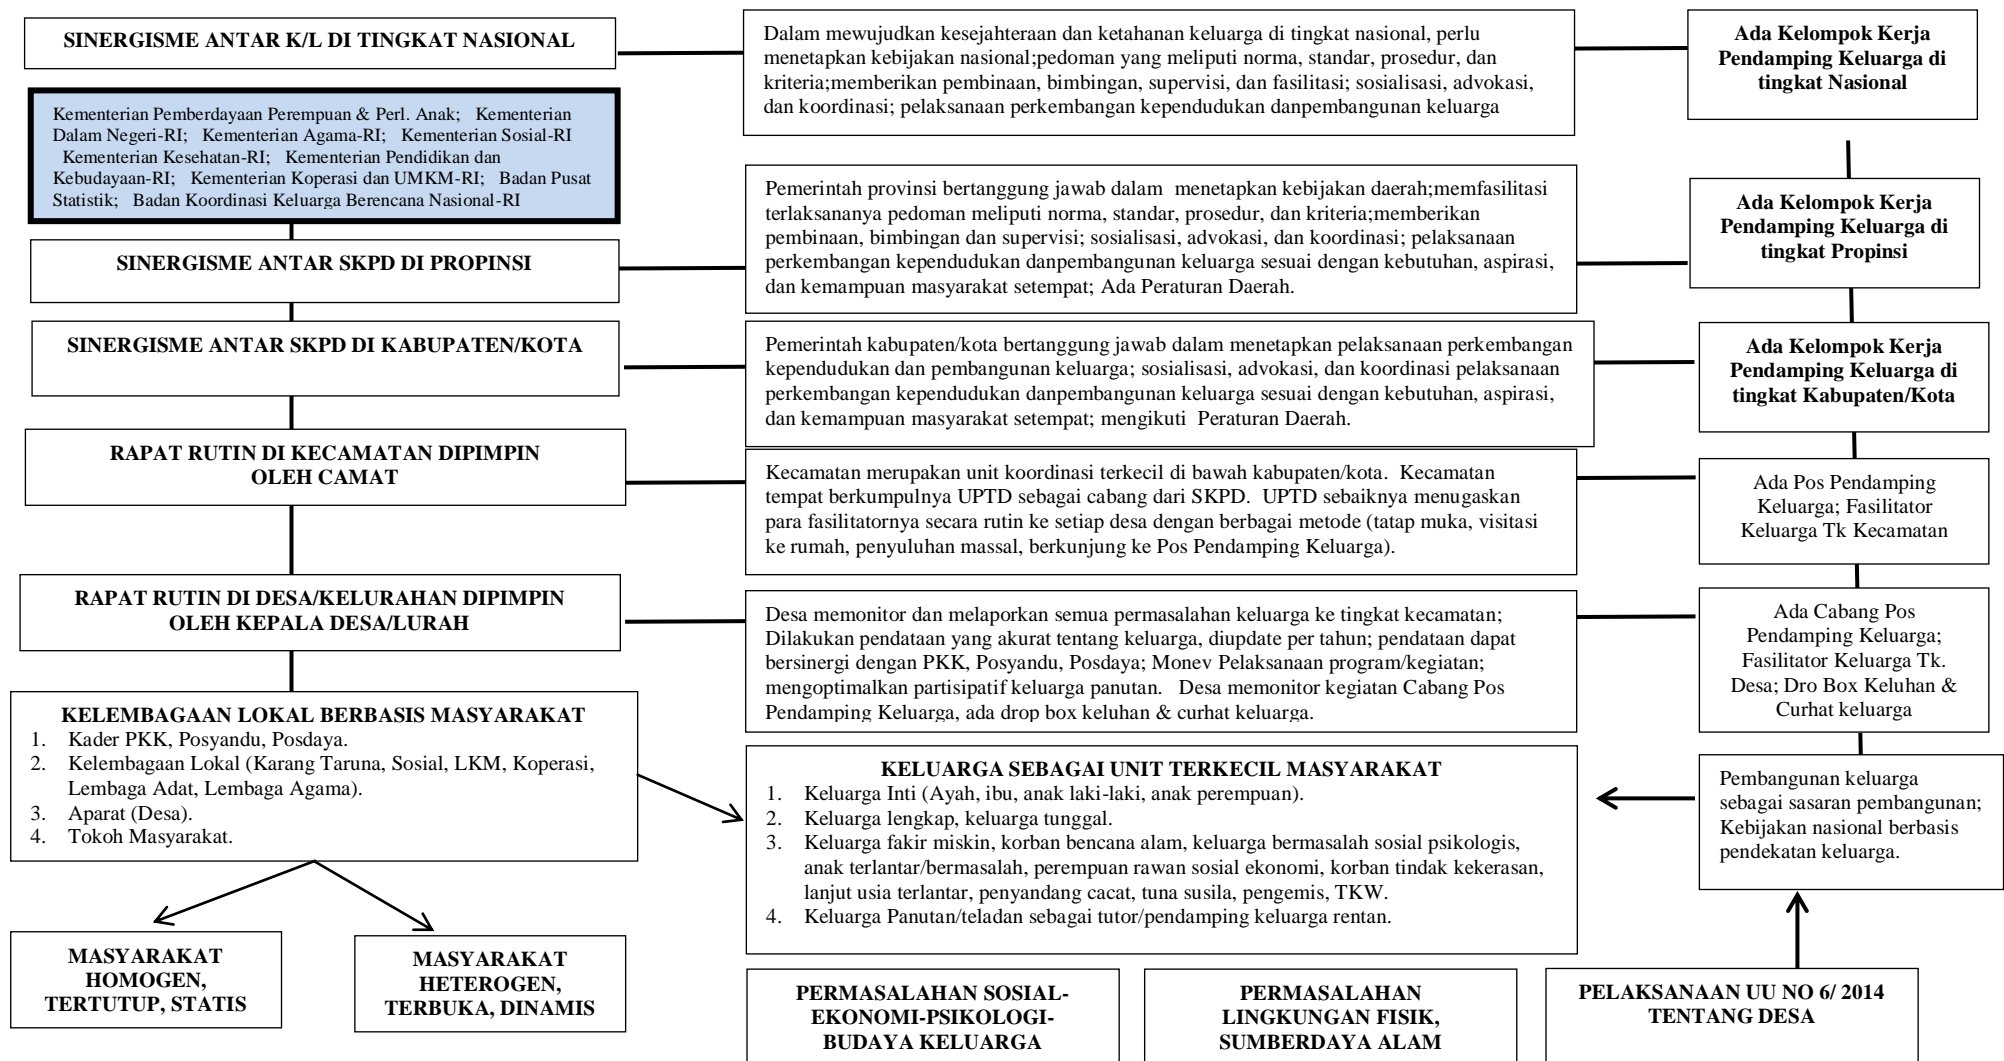 SINERGISME ANTAR K/L DI TINGKAT NASIONAL
Dalam mewujudkan kesejahteraan dan ketahanan keluarga di tingkat nasional, perlu
menetapkan kebijakan nasional;pedoman yang meliputi norma, standar, prosedur, dan
kriteria;memberikan pembinaan, bimbingan, supervisi, dan fasilitasi; sosialisasi, advokasi,
dan koordinasi; pelaksanaan perkembangan kependudukan danpembangunan keluarga
Ada Kelompok Kerja
Pendamping Keluarga di
tingkat Nasional
Kementerian Pemberdayaan Perempuan & Perl. Anak; Kementerian
Dalam Negeri-RI; Kementerian Agama-RI; Kementerian Sosial-RI
Kementerian Kesehatan-RI; Kementerian Pendidikan dan
Kebudayaan-RI; Kementerian Koperasi dan UMKM-RI; Badan Pusat
Statistik; Badan Koordinasi Keluarga Berencana Nasional-RI
SINERGISME ANTAR SKPD DI PROPINSI
Pemerintah provinsi bertanggung jawab dalam menetapkan kebijakan daerah;memfasilitasi
terlaksananya pedoman meliputi norma, standar, prosedur, dan kriteria;memberikan
pembinaan, bimbingan dan supervisi; sosialisasi, advokasi, dan koordinasi; pelaksanaan
perkembangan kependudukan danpembangunan keluarga sesuai dengan kebutuhan, aspirasi,
dan kemampuan masyarakat setempat; Ada Peraturan Daerah.
Ada Kelompok Kerja
Pendamping Keluarga di
tingkat Propinsi
SINERGISME ANTAR SKPD DI KABUPATEN/KOTA
Pemerintah kabupaten/kota bertanggung jawab dalam menetapkan pelaksanaan perkembangan
kependudukan dan pembangunan keluarga; sosialisasi, advokasi, dan koordinasi pelaksanaan
perkembangan kependudukan danpembangunan keluarga sesuai dengan kebutuhan, aspirasi,
dan kemampuan masyarakat setempat; mengikuti Peraturan Daerah.
Ada Kelompok Kerja
Pendamping Keluarga di
tingkat Kabupaten/Kota
RAPAT RUTIN DI KECAMATAN DIPIMPIN
OLEH CAMAT
Kecamatan merupakan unit koordinasi terkecil di bawah kabupaten/kota. Kecamatan
tempat berkumpulnya UPTD sebagai cabang dari SKPD. UPTD sebaiknya menugaskan
para fasilitatornya secara rutin ke setiap desa dengan berbagai metode (tatap muka, visitasi
ke rumah, penyuluhan massal, berkunjung ke Pos Pendamping Keluarga).
Ada Pos Pendamping
Keluarga; Fasilitator
Keluarga Tk Kecamatan
RAPAT RUTIN DI DESA/KELURAHAN DIPIMPIN
OLEH KEPALA DESA/LURAH
Desa memonitor dan melaporkan semua permasalahan keluarga ke tingkat kecamatan;
Dilakukan pendataan yang akurat tentang keluarga, diupdate per tahun; pendataan dapat
bersinergi dengan PKK, Posyandu, Posdaya; Monev Pelaksanaan program/kegiatan;
mengoptimalkan partisipatif keluarga panutan. Desa memonitor kegiatan Cabang Pos
Pendamping Keluarga, ada drop box keluhan & curhat keluarga.
Ada Cabang Pos
Pendamping Keluarga;
Fasilitator Keluarga Tk.
Desa; Dro Box Keluhan &
Curhat keluarga
KELEMBAGAAN LOKAL BERBASIS MASYARAKAT
1. Kader PKK, Posyandu, Posdaya.
2. Kelembagaan Lokal (Karang Taruna, Sosial, LKM, Koperasi,
Lembaga Adat, Lembaga Agama).
3. Aparat (Desa).
4. Tokoh Masyarakat.
KELUARGA SEBAGAI UNIT TERKECIL MASYARAKAT
1. Keluarga Inti (Ayah, ibu, anak laki-laki, anak perempuan).
2. Keluarga lengkap, keluarga tunggal.
3. Keluarga fakir miskin, korban bencana alam, keluarga bermasalah sosial psikologis,
anak terlantar/bermasalah, perempuan rawan sosial ekonomi, korban tindak kekerasan,
lanjut usia terlantar, penyandang cacat, tuna susila, pengemis, TKW.
4. Keluarga Panutan/teladan sebagai tutor/pendamping keluarga rentan.
Pembangunan keluarga
sebagai sasaran pembangunan;
Kebijakan nasional berbasis
pendekatan keluarga.
MASYARAKAT
HOMOGEN,
TERTUTUP, STATIS
MASYARAKAT
HETEROGEN,
TERBUKA, DINAMIS
PERMASALAHAN SOSIAL-
EKONOMI-PSIKOLOGI-
BUDAYA KELUARGA
PERMASALAHAN
LINGKUNGAN FISIK,
SUMBERDAYA ALAM
PELAKSANAAN UU NO 6/ 2014
TENTANG DESA